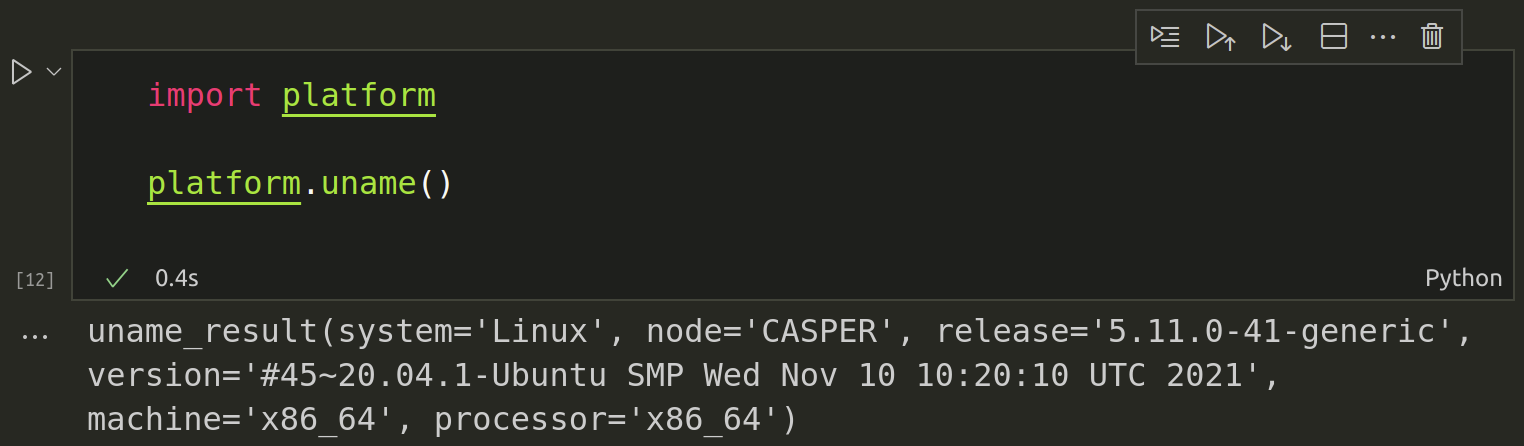 import platform
platform.uname()
[12]
0.4s
Python
uname_result(system='Linux', node='CASPER', release='5.11.0-41-generic',
version='#45~20.04.1-Ubuntu SMP Wed Nov 10 10:20:10 UTC 2021',
machine='x86_64', processor='x86_64')